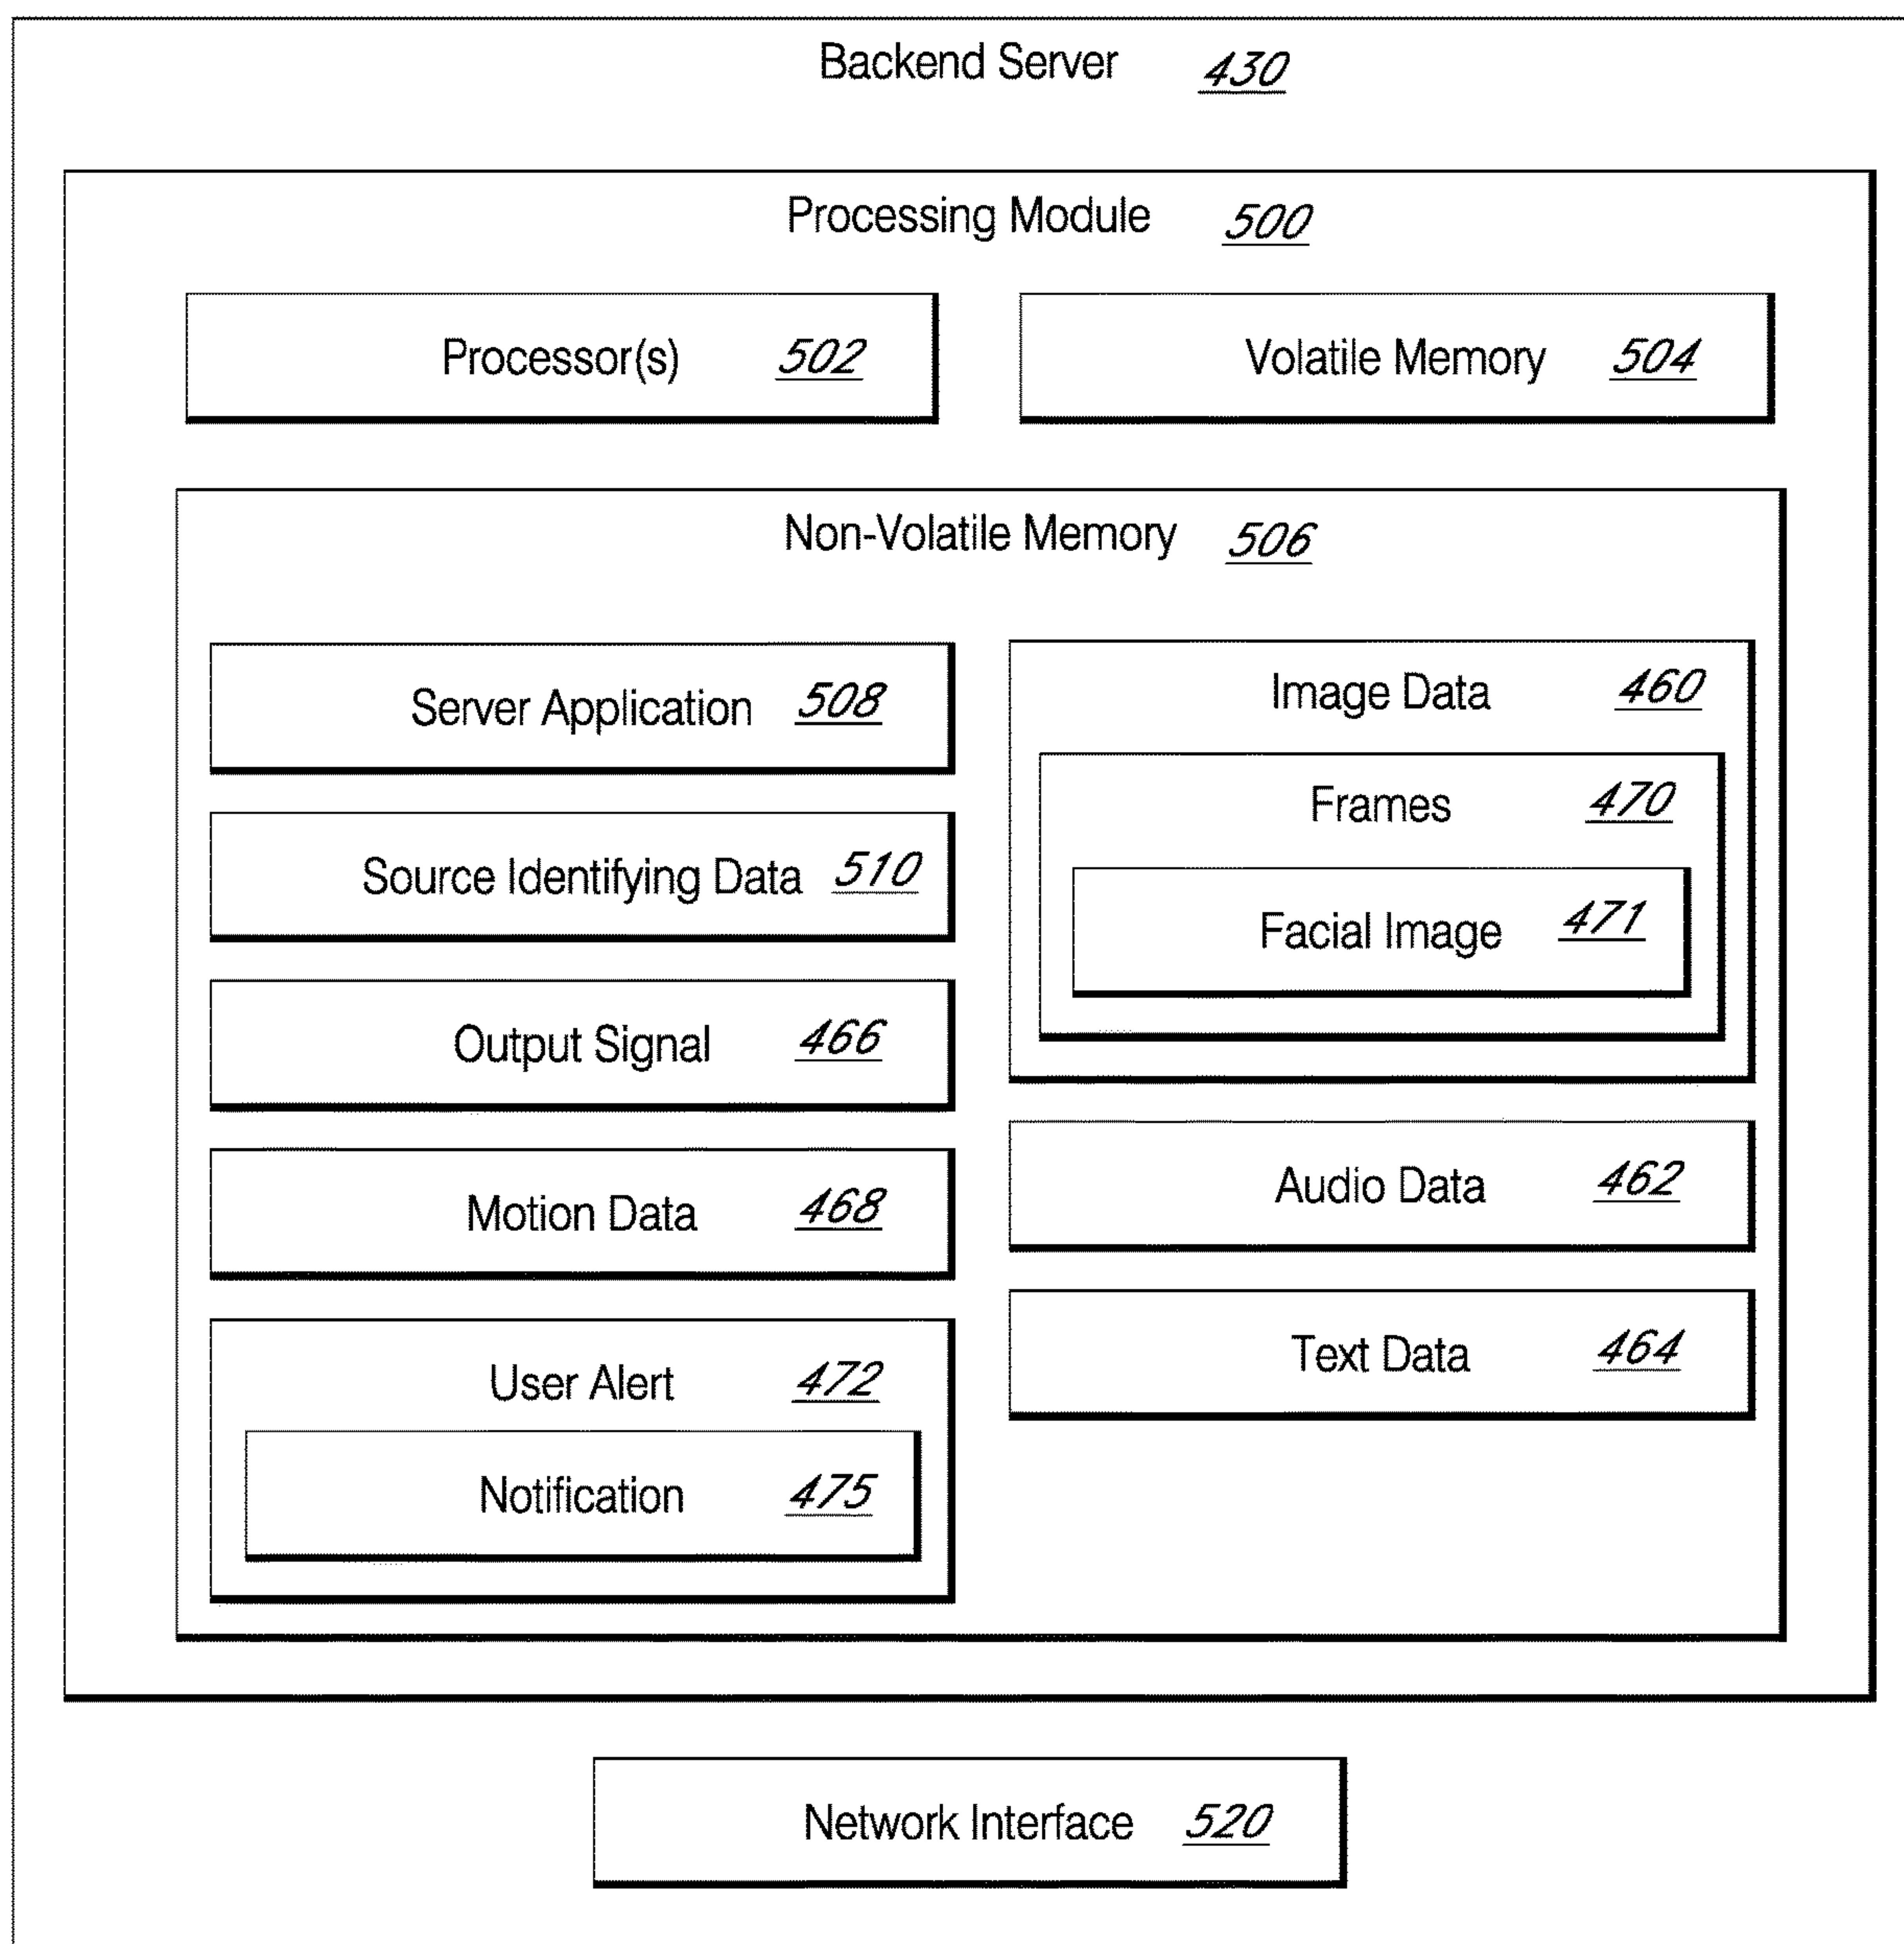 Backend Server 430
Processing Module 500
Processor(s) 502
Volatile Memory 504
Non-Volatile Memory 506
Server Application 508
Source Identifying Data 510
Output Signal 466
Motion Data 468
User Alert 472
Notification 475
Image Data 460
Frames 470
Facial Image 471
Audio Data 462
Text Data 464
Network Interface 520